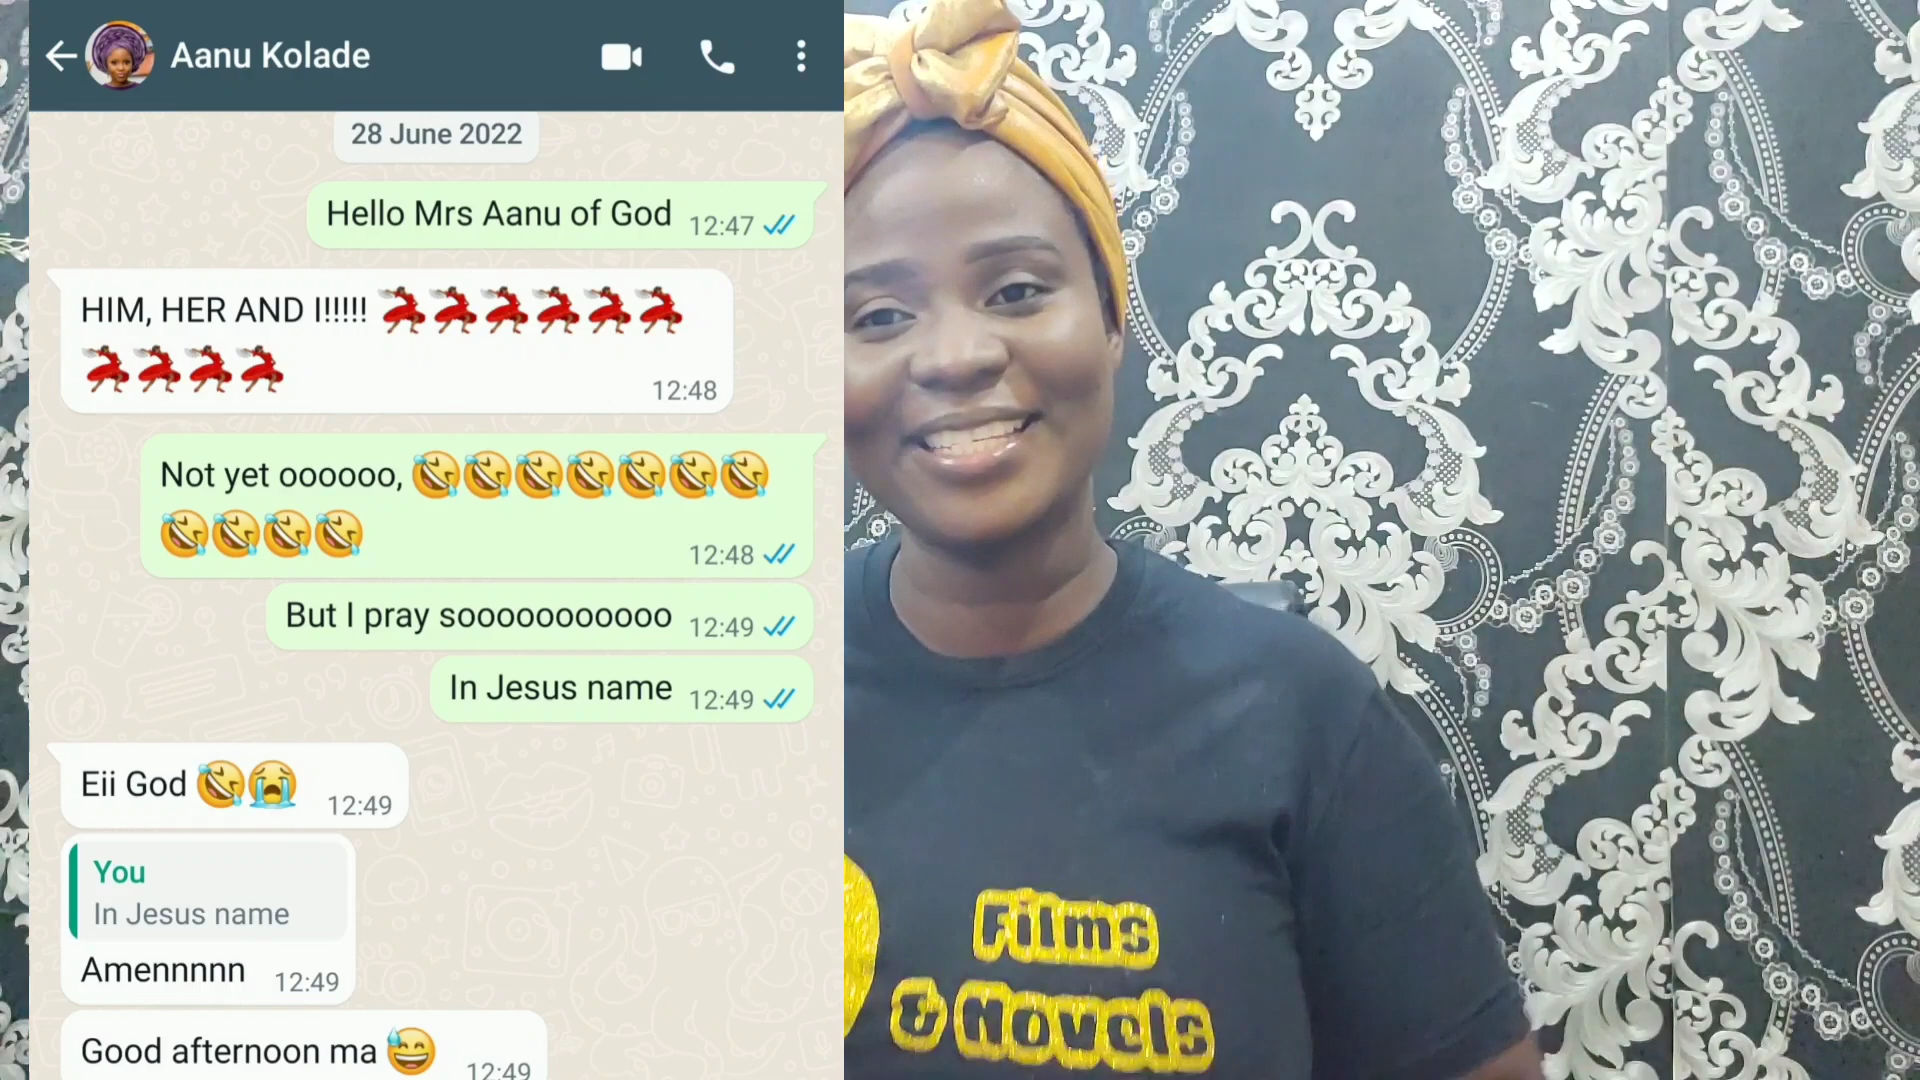 Aanu Kolade
28 June 2022
Hello Mrs Aanu of God 12:47
HIM, HER AND I!!!!!! 💃💃💃💃💃💃
💃💃💃💃
12:48
Not yet oooooo, 🤣🤣🤣🤣🤣🤣🤣
🤣🤣🤣🤣
12:48
But I pray sooooooooooo 12:49
In Jesus name 12:49
Eii God 🤣😭 12:49
You
In Jesus name
Amennnnn 12:49
Good afternoon ma 😅 12:49
Films
& Novels